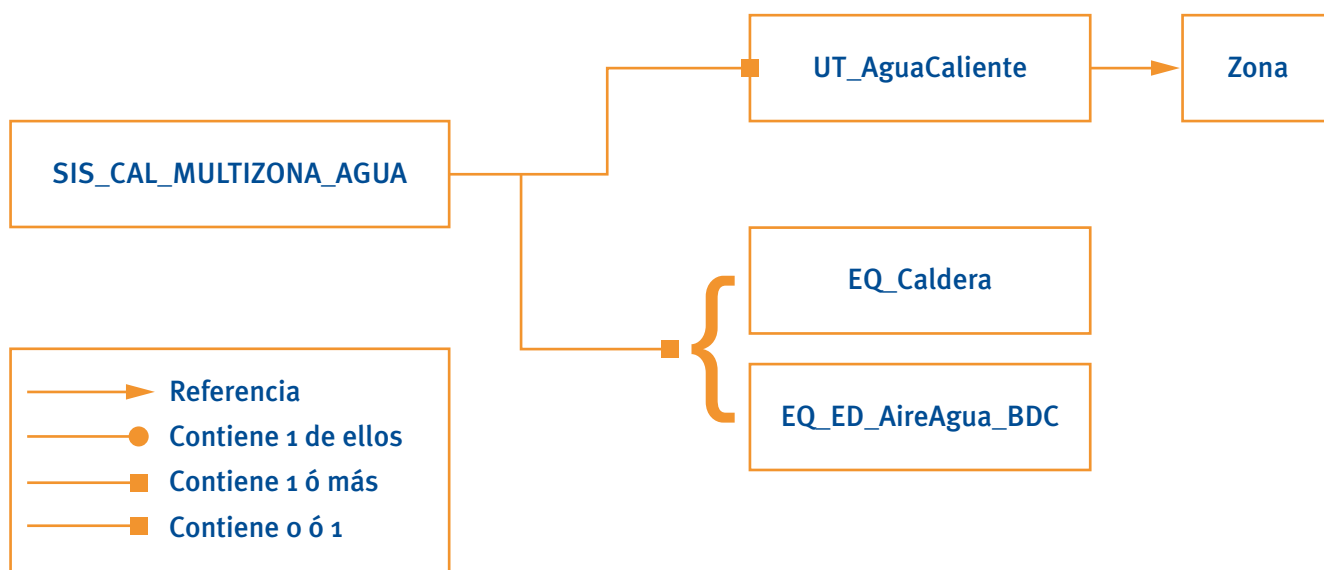 UT_AguaCaliente
Zona
SIS_CAL_MULTIZONA_AGUA
EQ_Caldera
EQ_ED_AireAgua_BDC
Referencia
Contiene 1 de ellos
Contiene 1 ó más
Contiene 0 ó 1